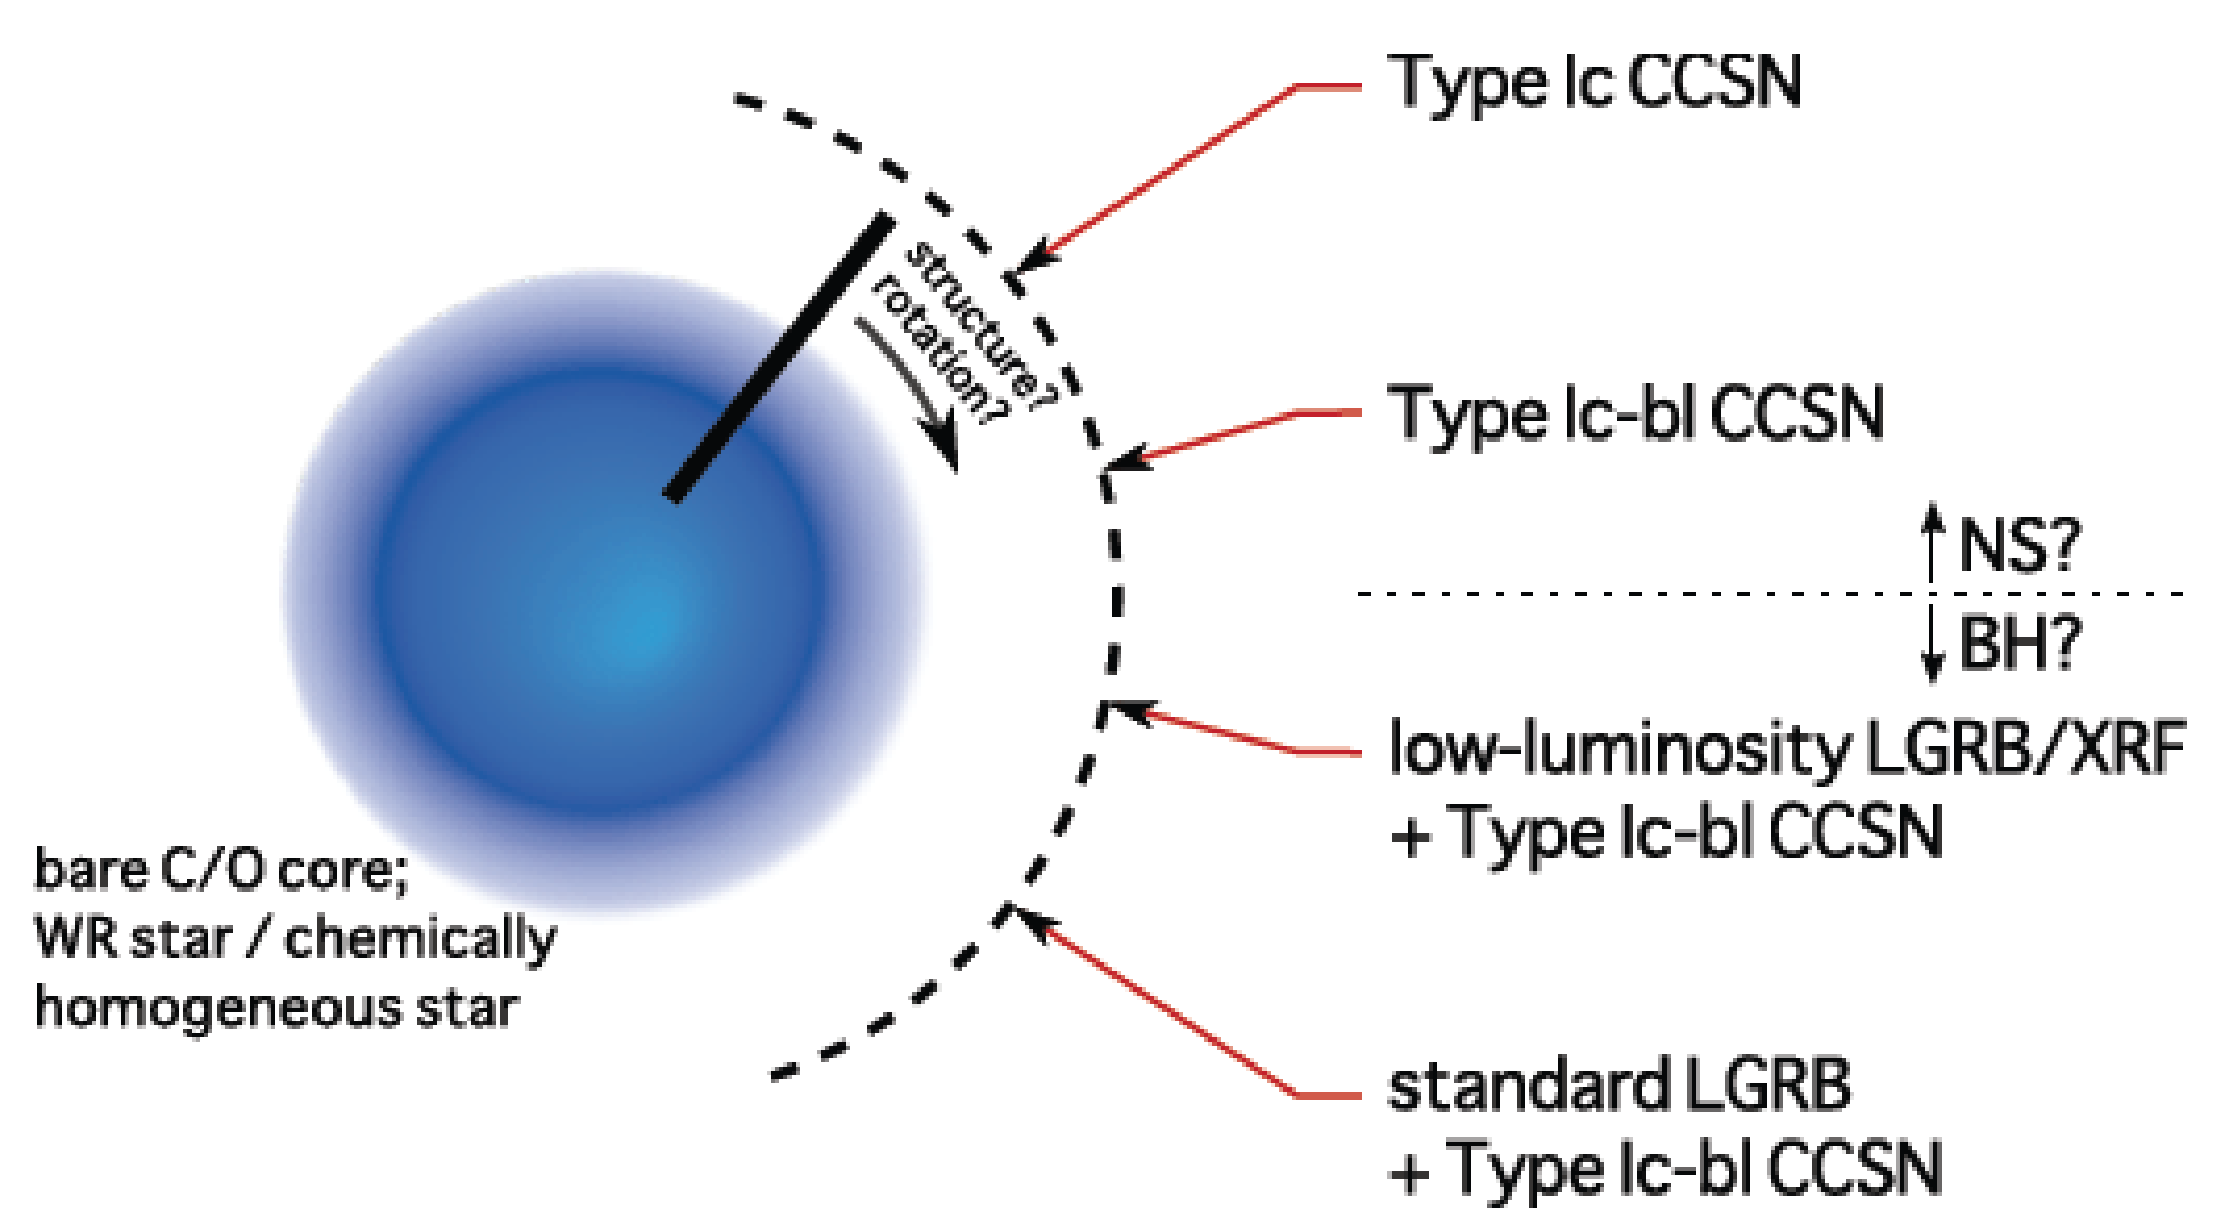 Type Ic CCSN
structure?
rotation?
Type Ic-bl CCSN
NS?
BH?
low-luminosity LGRB/XRF
+ Type Ic-bl CCSN
bare C/O core;
WR star / chemically
homogeneous star
standard LGRB
+ Type Ic-bl CCSN